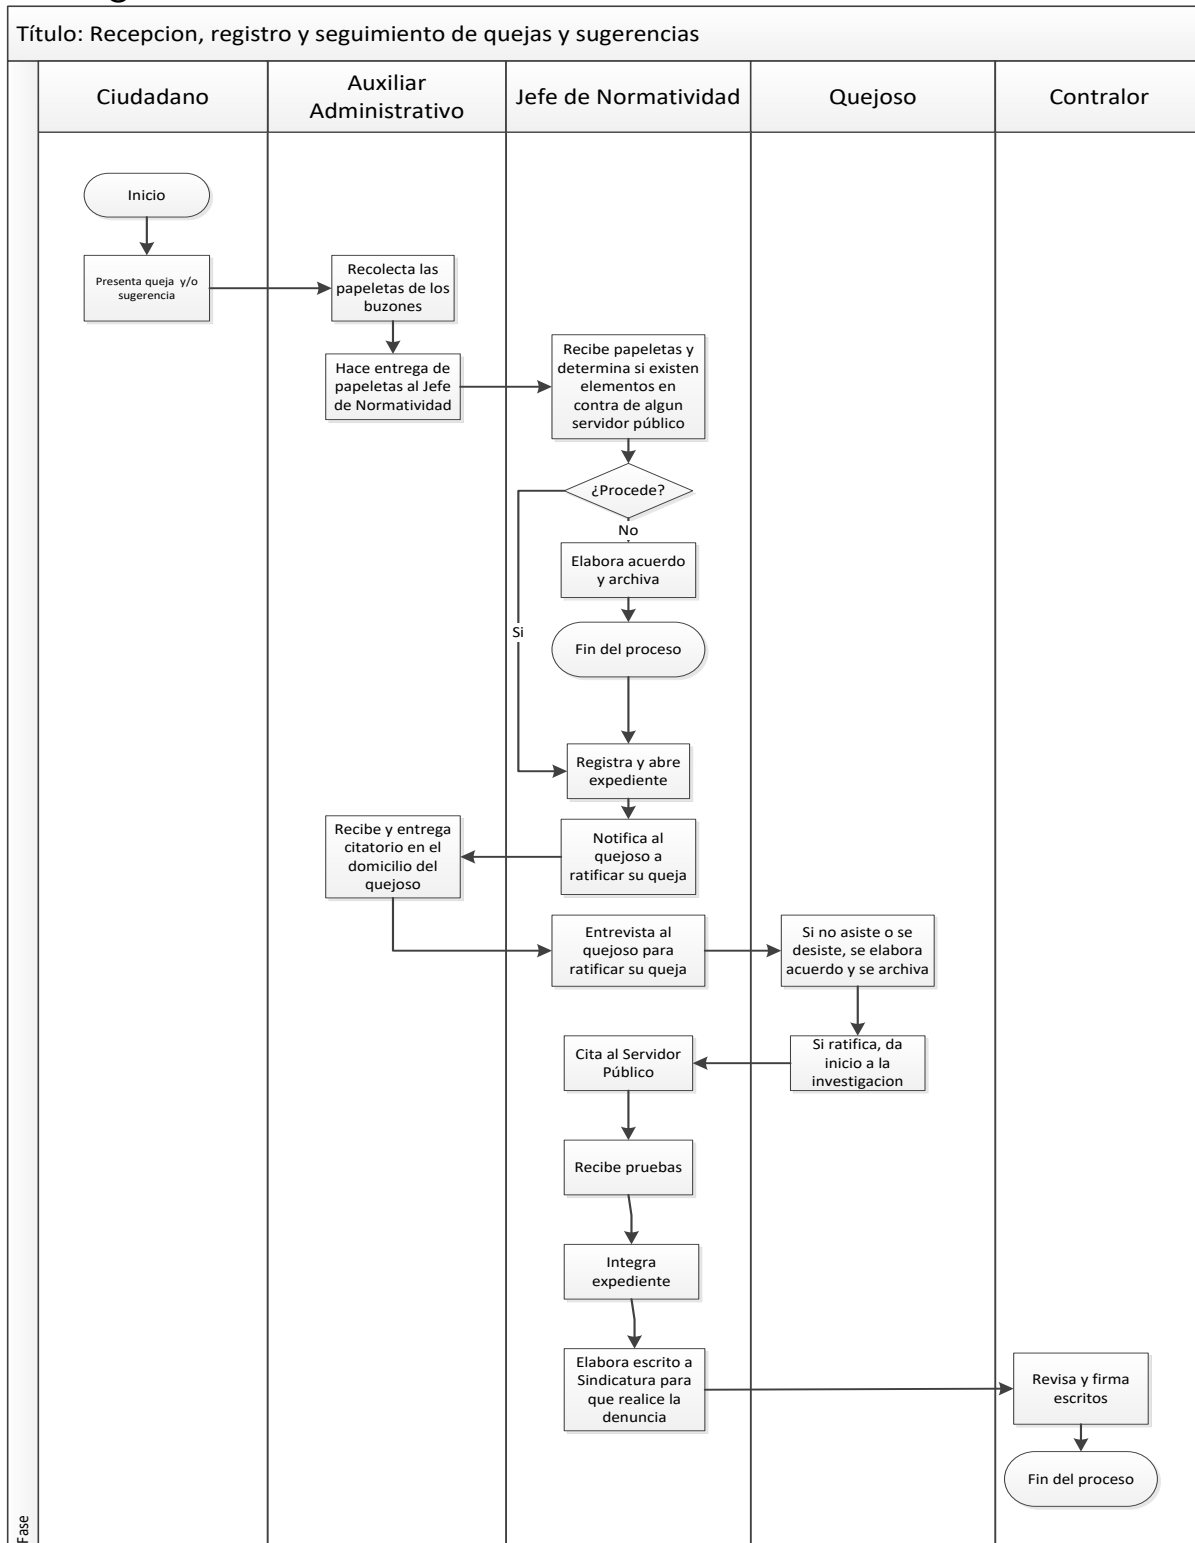 Título: Recepcion, registro y seguimiento de quejas y sugerencias
Ciudadano
Auxiliar
Administrativo
Jefe de Normatividad
Quejoso
Contralor
Inicio
Presenta queja y/o
sugerencia
Recolecta las
papeletas de los
buzones
Hace entrega de
papeletas al Jefe
de Normatividad
Recibe papeletas y
determina si existen
elementos en
contra de algun
servidor público
¿Procede?
No
Elabora acuerdo
y archiva
Si
Fin del proceso
Registra y abre
expediente
Notifica al
quejoso a
ratificar su queja
Recibe y entrega
citatorio en el
domicilio del
quejoso
Entrevista al
quejoso para
ratificar su queja
Si no asiste o se
desiste, se elabora
acuerdo y se archiva
Si ratifica, da
inicio a la
investigacion
Cita al Servidor
Público
Recibe pruebas
Integra
expediente
Elabora escrito a
Sindicatura para
que realice la
denuncia
Revisa y firma
escritos
Fin del proceso
Fase